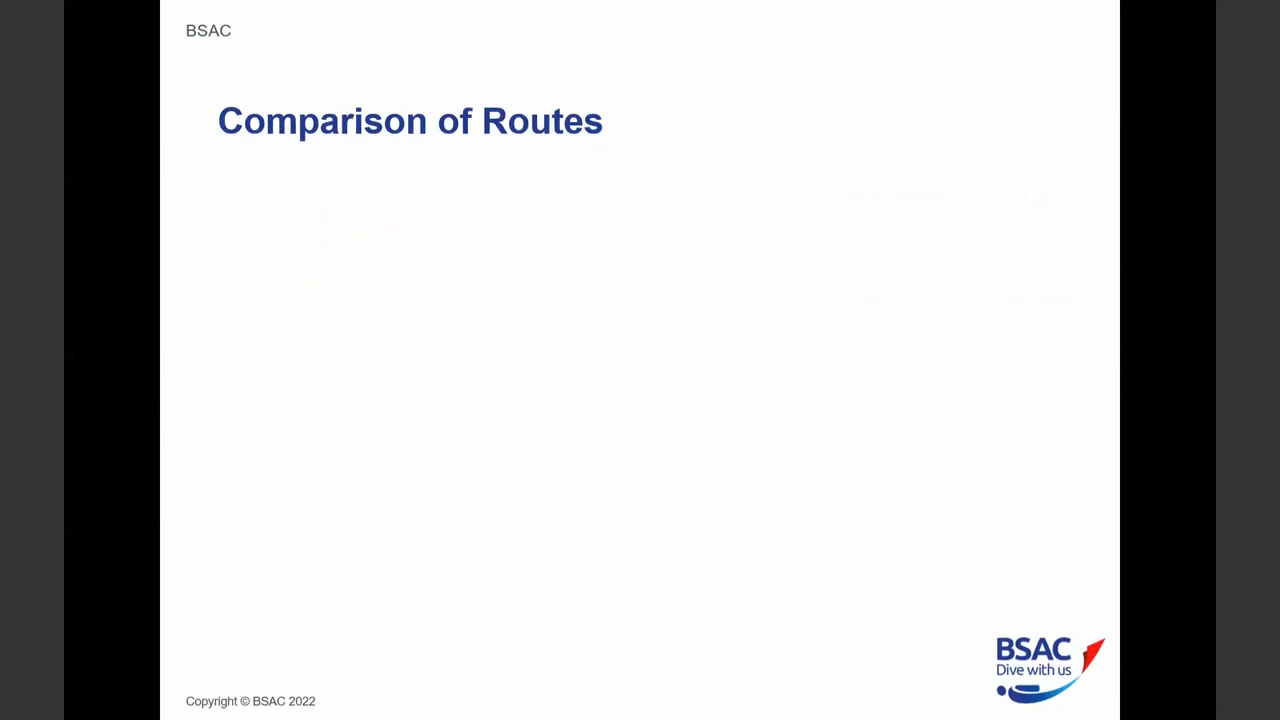 BSAC
Comparison of Routes
BSAC
Dive with us
Copyright © BSAC 2022